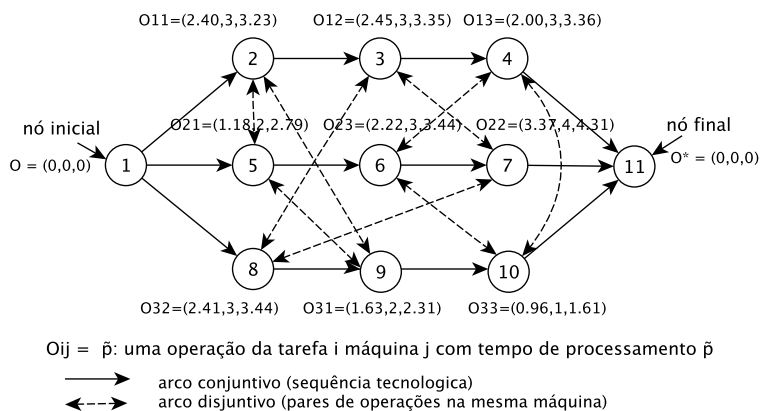 O11=(2.40,3,3.23) O12=(2.45,3,3.35) O13=(2.00,3,3.36)
2 3 4
nó inicial O21=(1.18,2,2.79) O23=(2.22,3,3.44) O22=(3.37,4,4.31) nó final
O = (0,0,0) 1 5 6 7 11 O* = (0,0,0)
8 9 10
O32=(2.41,3,3.44) O31=(1.63,2,2.31) O33=(0.96,1,1.61)
Oij = p̃: uma operação da tarefa i máquina j com tempo de processamento p̃
arco conjuntivo (sequência tecnologica)
arco disjuntivo (pares de operações na mesma máquina)